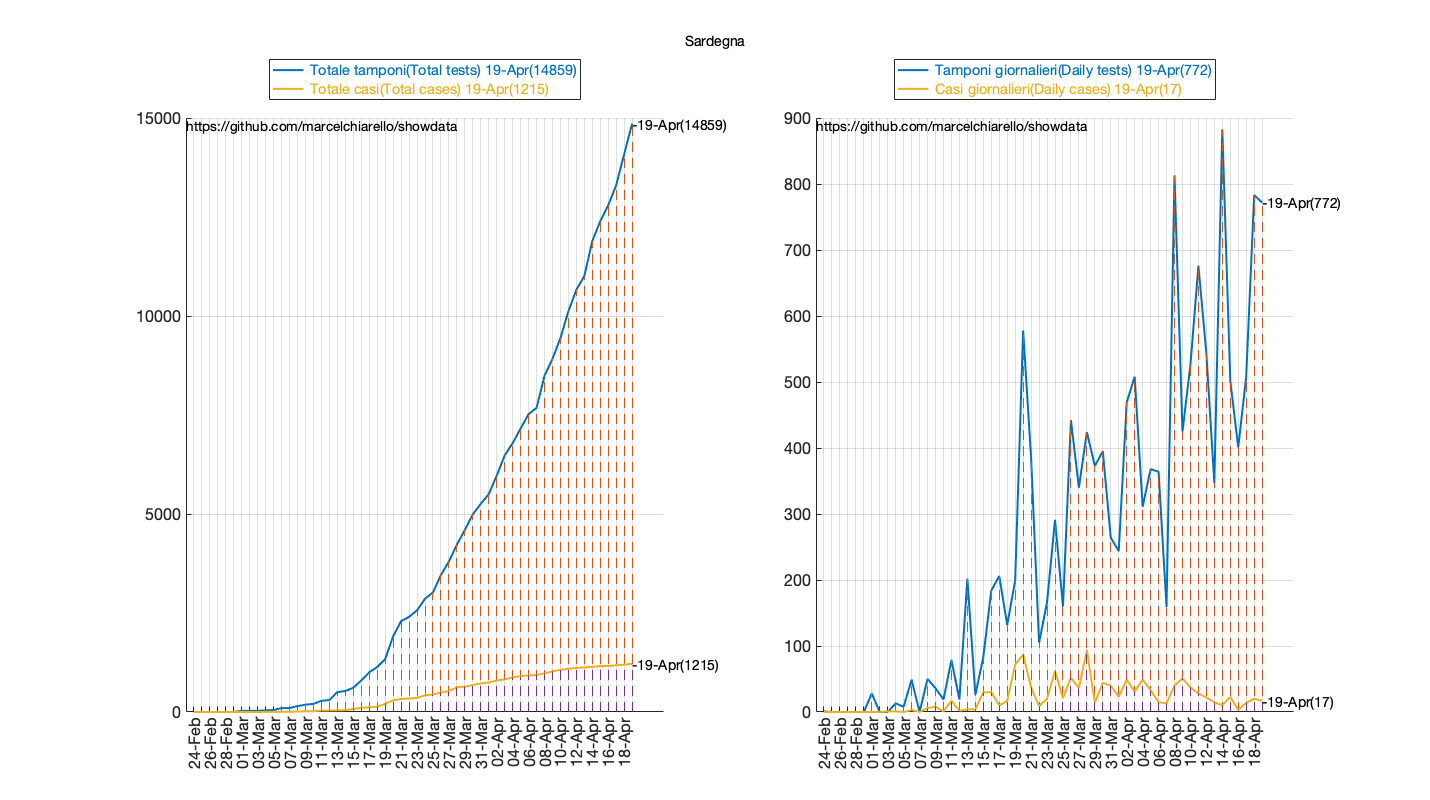 Sardegna
Totale tamponi(Total tests) 19-Apr(14859)
Totale casi(Total cases) 19-Apr(1215)
https://github.com/marcelchiarello/showdata
15000
10000
5000
0
19-Apr(14859)
19-Apr(1215)
24-Feb
26-Feb
28-Feb
01-Mar
03-Mar
05-Mar
07-Mar
09-Mar
11-Mar
13-Mar
15-Mar
17-Mar
19-Mar
21-Mar
23-Mar
25-Mar
27-Mar
29-Mar
31-Mar
02-Apr
04-Apr
06-Apr
08-Apr
10-Apr
12-Apr
14-Apr
16-Apr
18-Apr
Tamponi giornalieri(Daily tests) 19-Apr(772)
Casi giornalieri(Daily cases) 19-Apr(17)
https://github.com/marcelchiarello/showdata
900
800
700
600
500
400
300
200
100
0
19-Apr(772)
19-Apr(17)
24-Feb
26-Feb
28-Feb
01-Mar
03-Mar
05-Mar
07-Mar
09-Mar
11-Mar
13-Mar
15-Mar
17-Mar
19-Mar
21-Mar
23-Mar
25-Mar
27-Mar
29-Mar
31-Mar
02-Apr
04-Apr
06-Apr
08-Apr
10-Apr
12-Apr
14-Apr
16-Apr
18-Apr